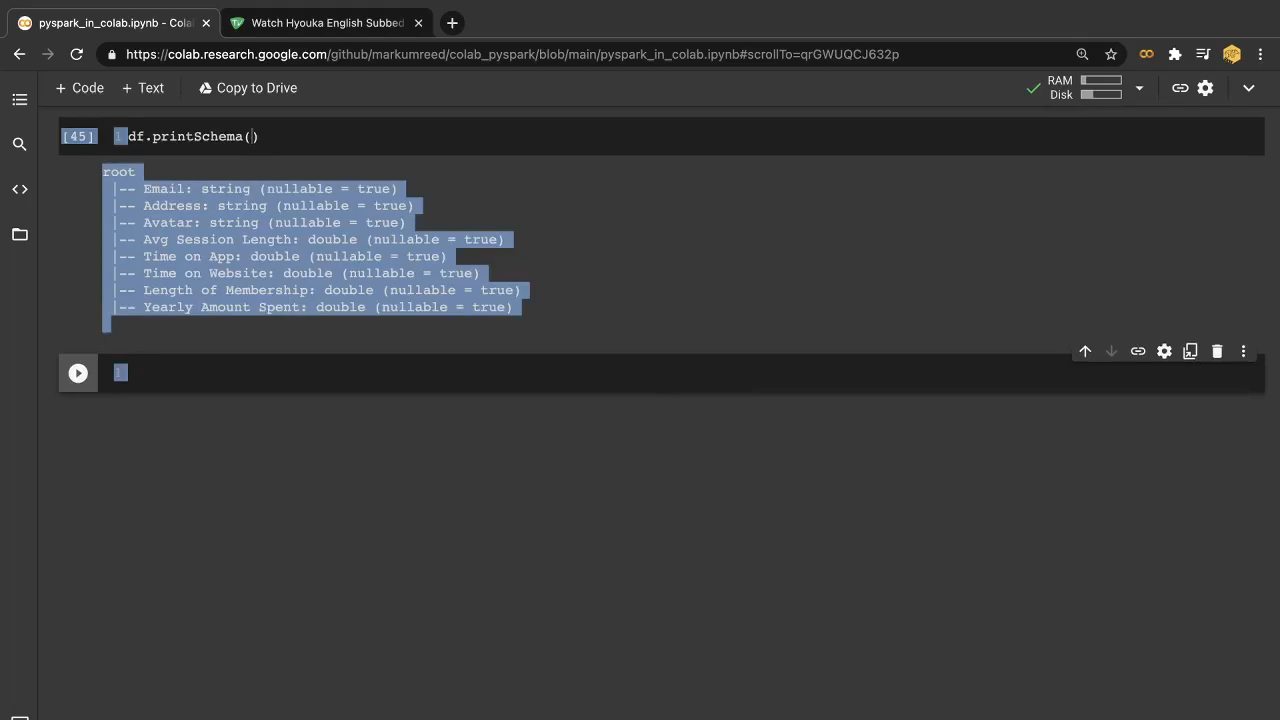 pyspark_in_colab.ipynb - Cola
Watch Hyouka English Subbed
https://colab.research.google.com/github/markumreed/colab_pyspark/blob/main/pyspark_in_colab.ipynb#scrollTo=qrGWUQCJ632p
+ Code + Text Copy to Drive RAM
Disk
[45] 1 df.printSchema()
root
|-- Email: string (nullable = true)
|-- Address: string (nullable = true)
|-- Avatar: string (nullable = true)
|-- Avg Session Length: double (nullable = true)
|-- Time on App: double (nullable = true)
|-- Time on Website: double (nullable = true)
|-- Length of Membership: double (nullable = true)
|-- Yearly Amount Spent: double (nullable = true)
1